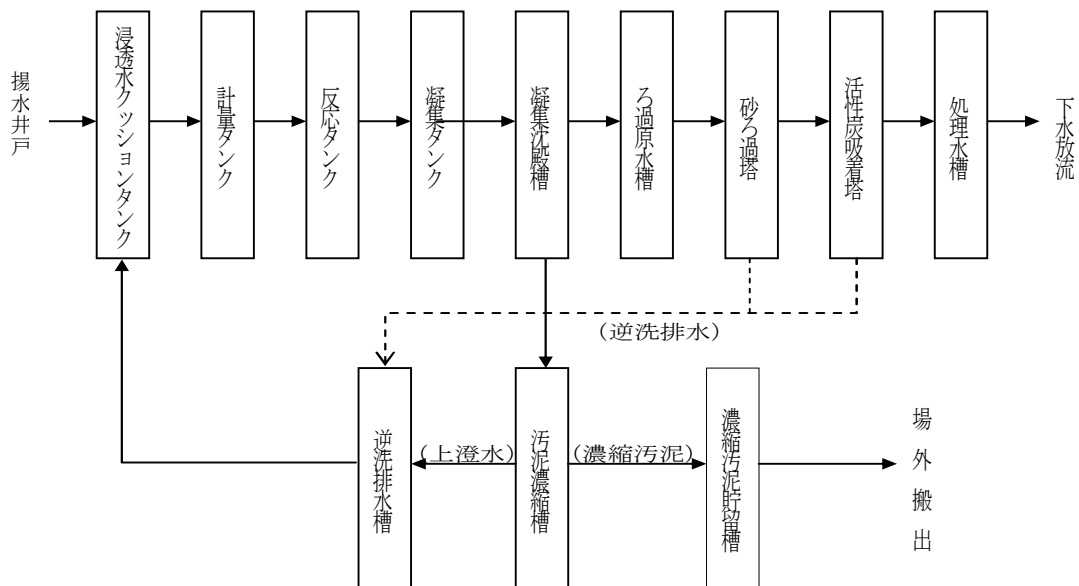 揚水井戸
浸透水クッションタンク
計量タンク
反応タンク
凝集タンク
凝集沈殿槽
ろ過原水槽
砂ろ過塔
活性炭吸着塔
処理水槽
下水放流
(逆洗排水)
逆洗排水槽
(上澄水)
汚泥濃縮槽
(濃縮汚泥)
濃縮汚泥貯留槽
場外搬出